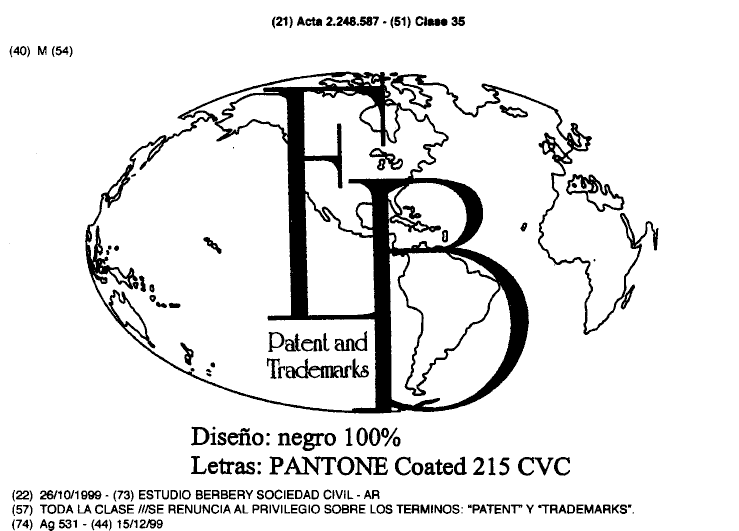 (21) Acta 2.248.587 - (51) Clase 35
(40) M (54)
EB
Patent and
Trademarks
Diseño: negro 100%
Letras: PANTONE Coated 215 CVC
(22) 26/10/1999 - (73) ESTUDIO BERBERY SOCIEDAD CIVIL - AR
(57) TODA LA CLASE ///SE RENUNCIA AL PRIVILEGIO SOBRE LOS TERMINOS: “PATENT” Y “TRADEMARKS”.
(74) Ag 531 - (44) 15/12/99